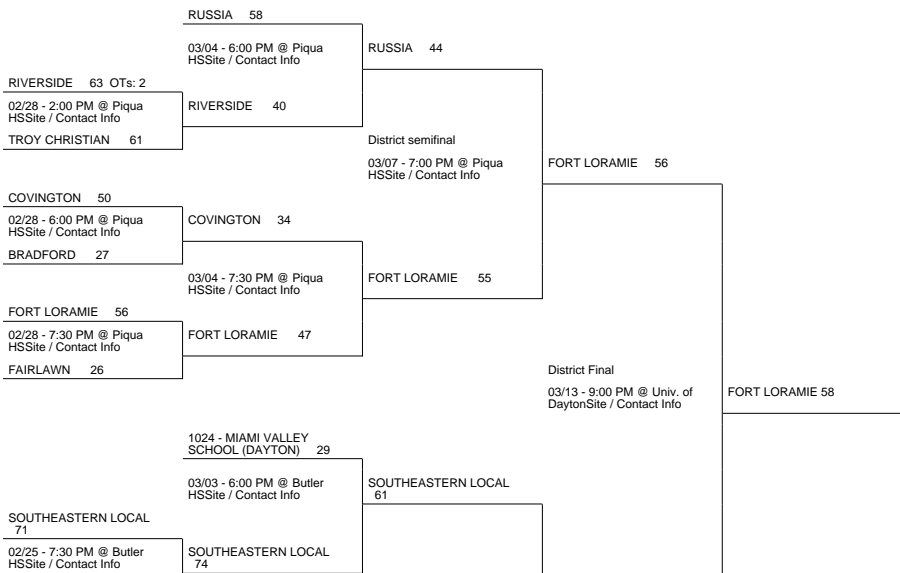 RUSSIA 58
03/04 - 6:00 PM @ Piqua
HSSite / Contact Info
RUSSIA 44
RIVERSIDE 63 OTs: 2
02/28 - 2:00 PM @ Piqua
HSSite / Contact Info
RIVERSIDE 40
TROY CHRISTIAN 61
District semifinal
03/07 - 7:00 PM @ Piqua
HSSite / Contact Info
FORT LORAMIE 56
COVINGTON 50
02/28 - 6:00 PM @ Piqua
HSSite / Contact Info
COVINGTON 34
BRADFORD 27
03/04 - 7:30 PM @ Piqua
HSSite / Contact Info
FORT LORAMIE 55
FORT LORAMIE 56
02/28 - 7:30 PM @ Piqua
HSSite / Contact Info
FORT LORAMIE 47
FAIRLAWN 26
District Final
03/13 - 9:00 PM @ Univ. of
DaytonSite / Contact Info
FORT LORAMIE 58
1024 - MIAMI VALLEY
SCHOOL (DAYTON) 29
03/03 - 6:00 PM @ Butler
HSSite / Contact Info
SOUTHEASTERN LOCAL
61
SOUTHEASTERN LOCAL
71
02/25 - 7:30 PM @ Butler
HSSite / Contact Info
SOUTHEASTERN LOCAL
74